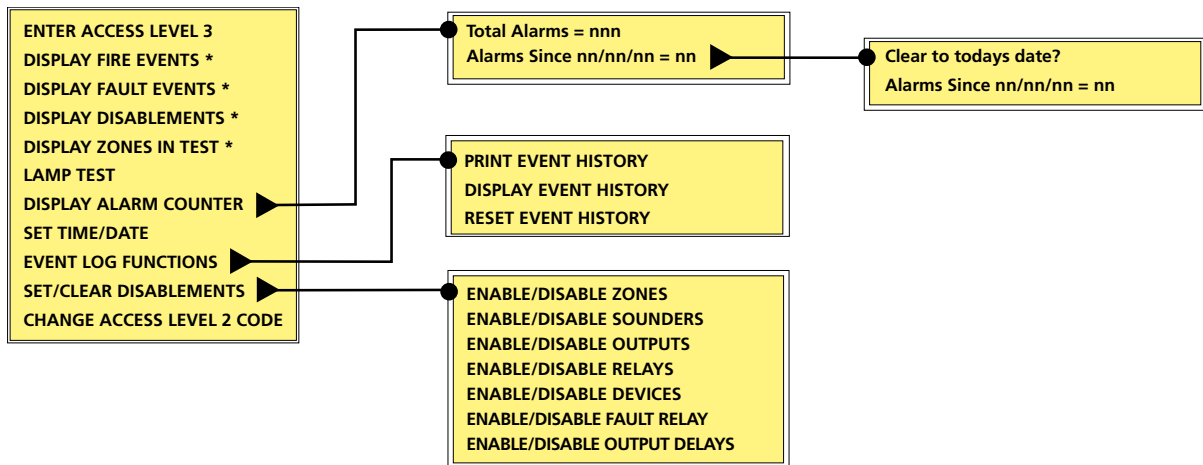 ENTER ACCESS LEVEL 3
DISPLAY FIRE EVENTS *
DISPLAY FAULT EVENTS *
DISPLAY DISABLEMENTS *
DISPLAY ZONES IN TEST *
LAMP TEST
DISPLAY ALARM COUNTER
SET TIME/DATE
EVENT LOG FUNCTIONS
SET/CLEAR DISABLEMENTS
CHANGE ACCESS LEVEL 2 CODE
Total Alarms = nnn
Alarms Since nn/nn/nn = nn
Clear to todays date?
Alarms Since nn/nn/nn = nn
PRINT EVENT HISTORY
DISPLAY EVENT HISTORY
RESET EVENT HISTORY
ENABLE/DISABLE ZONES
ENABLE/DISABLE SOUNDERS
ENABLE/DISABLE OUTPUTS
ENABLE/DISABLE RELAYS
ENABLE/DISABLE DEVICES
ENABLE/DISABLE FAULT RELAY
ENABLE/DISABLE OUTPUT DELAYS